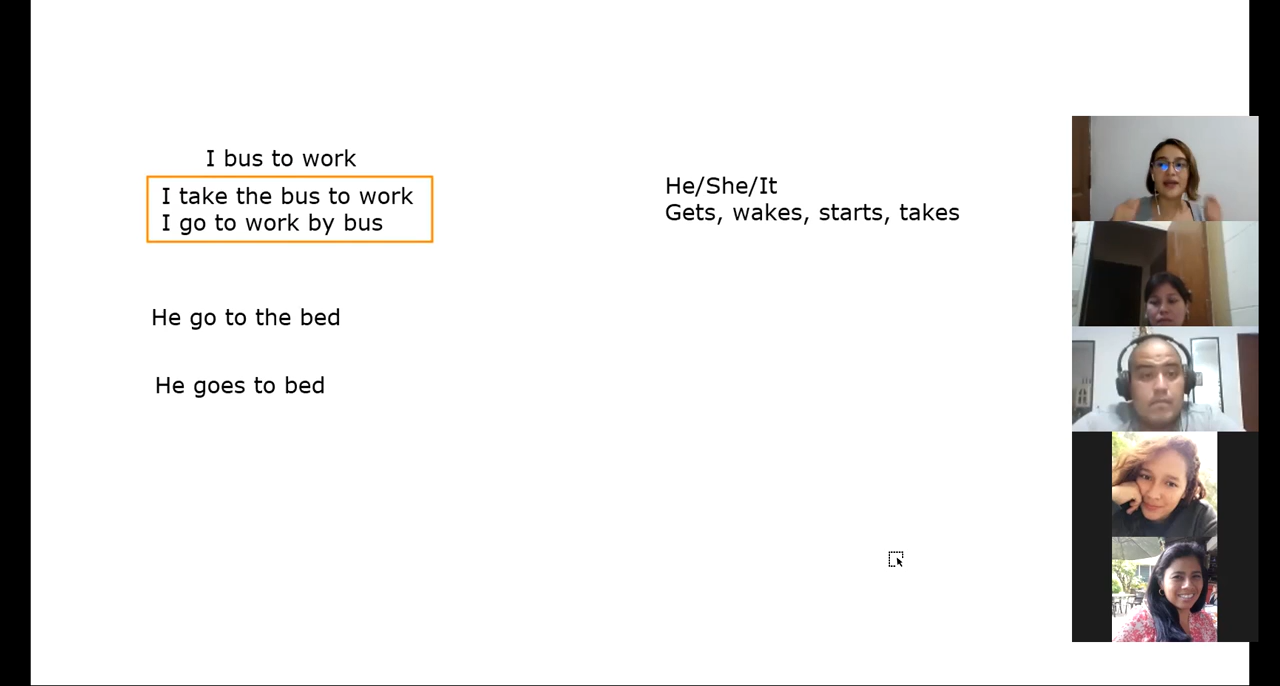 I bus to work
I take the bus to work
I go to work by bus
He go to the bed
He goes to bed
He/She/It
Gets, wakes, starts, takes